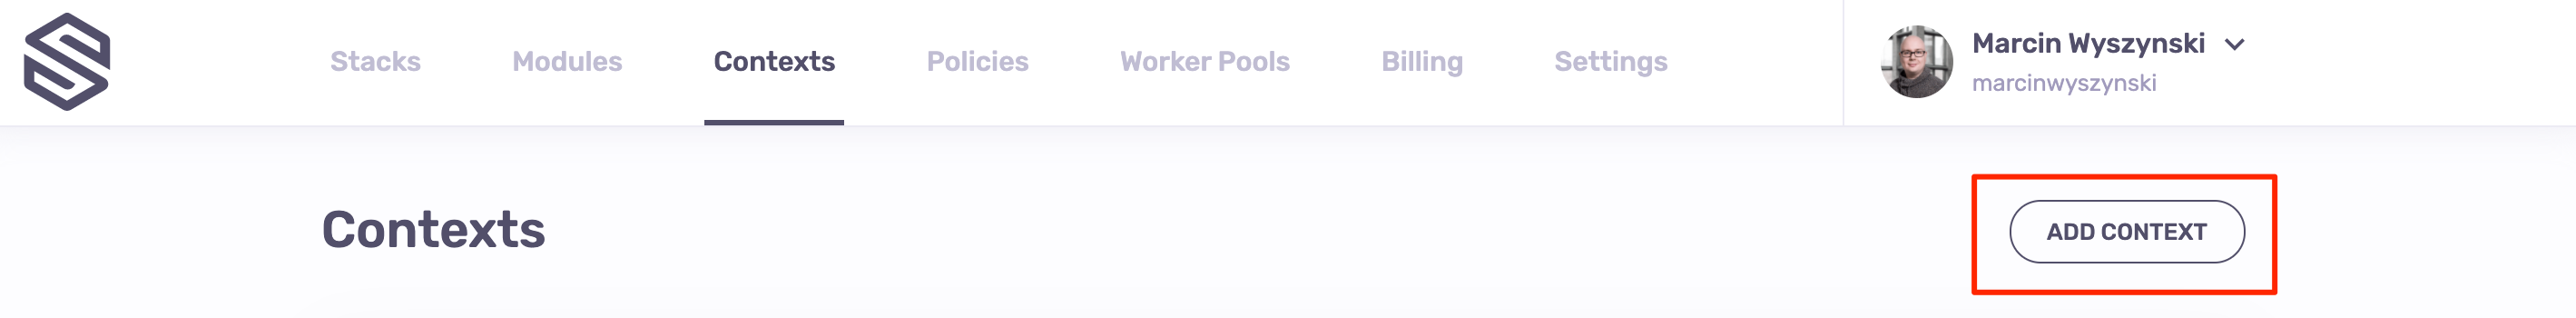 Stacks Modules Contexts Policies Worker Pools Billing Settings
Marcin Wyszynski
marcinwyszynski
Contexts
ADD CONTEXT